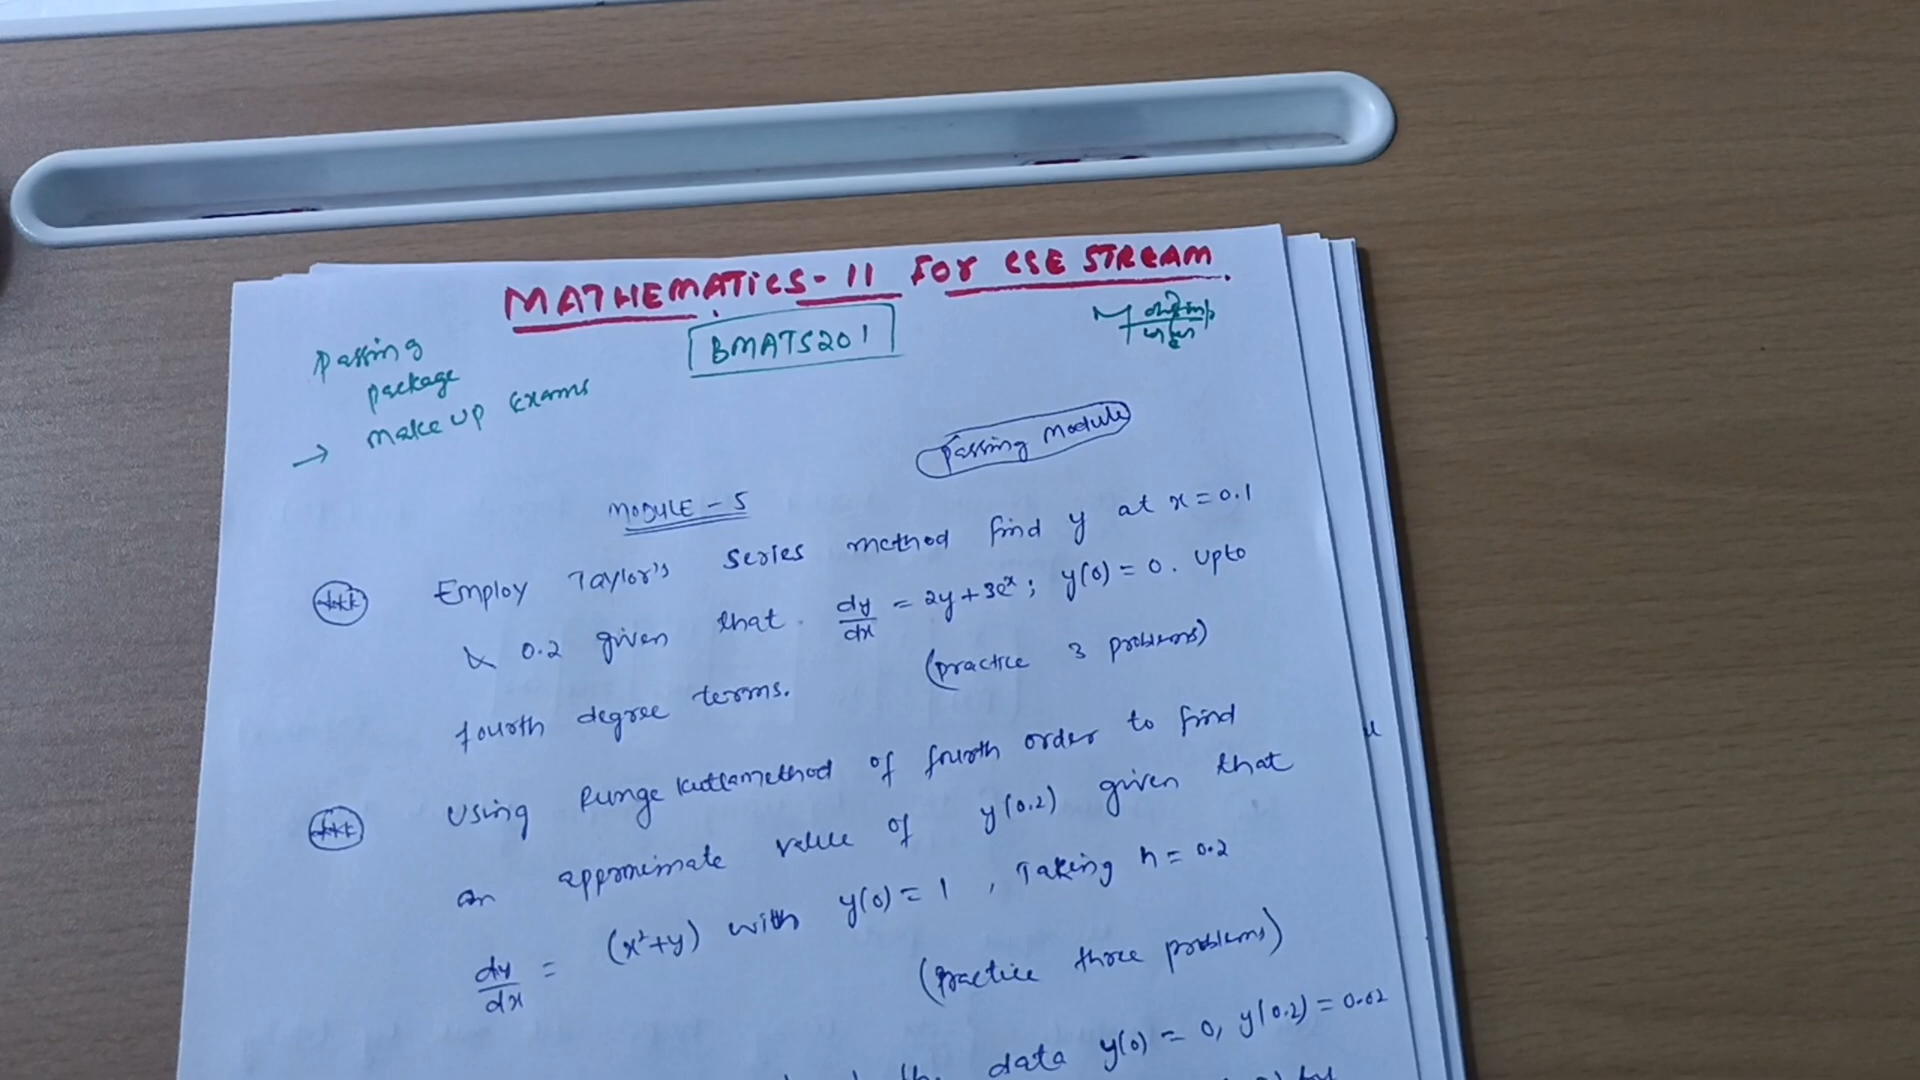 MATHEMATICS-II FOR CSE STREAM
BMATS201
Passing
package
→ Make up Exams
Passing Module
MODULE-5
Employ Taylor's series method find y at x=0.1
& 0.2 given that dy/dx = 2y+3eˣ; y(0)=0. upto
fourth degree terms. (practice 3 problems)
Using Runge kutta method of fourth order to find
an approximate value of y(0.2) given that
dy/dx = (x²+y) with y(0)=1, Taking h=0.2
(practice three problems)
data y(0)=0, y(0.2)=0.02